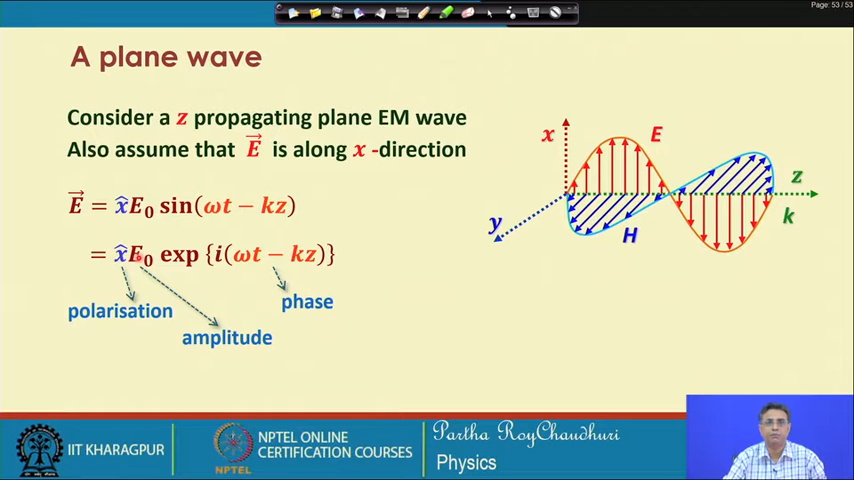 Page: 53 / 53
A plane wave
Consider a z propagating plane EM wave
Also assume that E⃗ is along x -direction
E⃗ = x̂E₀ sin(ωt − kz)
= x̂E₀ exp {i(ωt − kz)}
polarisation
amplitude
phase
x
E
z
k
y
H
IIT KHARAGPUR
NPTEL
NPTEL ONLINE
CERTIFICATION COURSES
Partha RoyChaudhuri
Physics